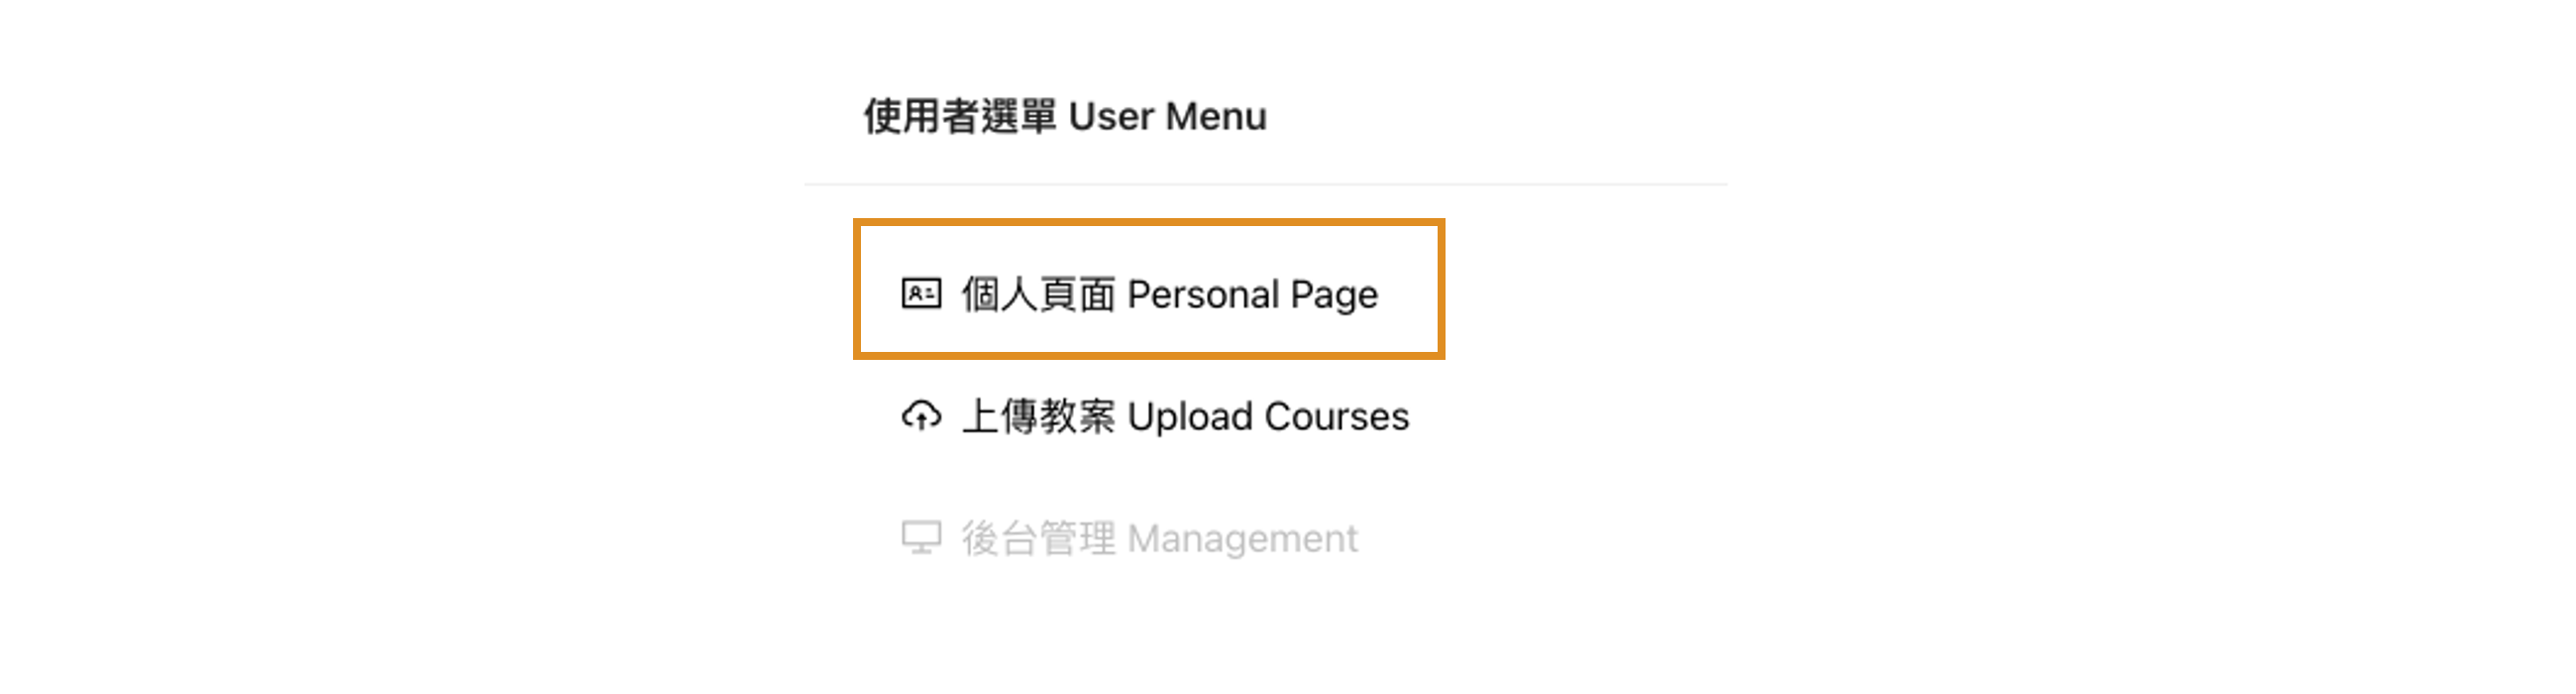 使用者選單 User Menu
個人頁面 Personal Page
上傳教案 Upload Courses
後台管理 Management